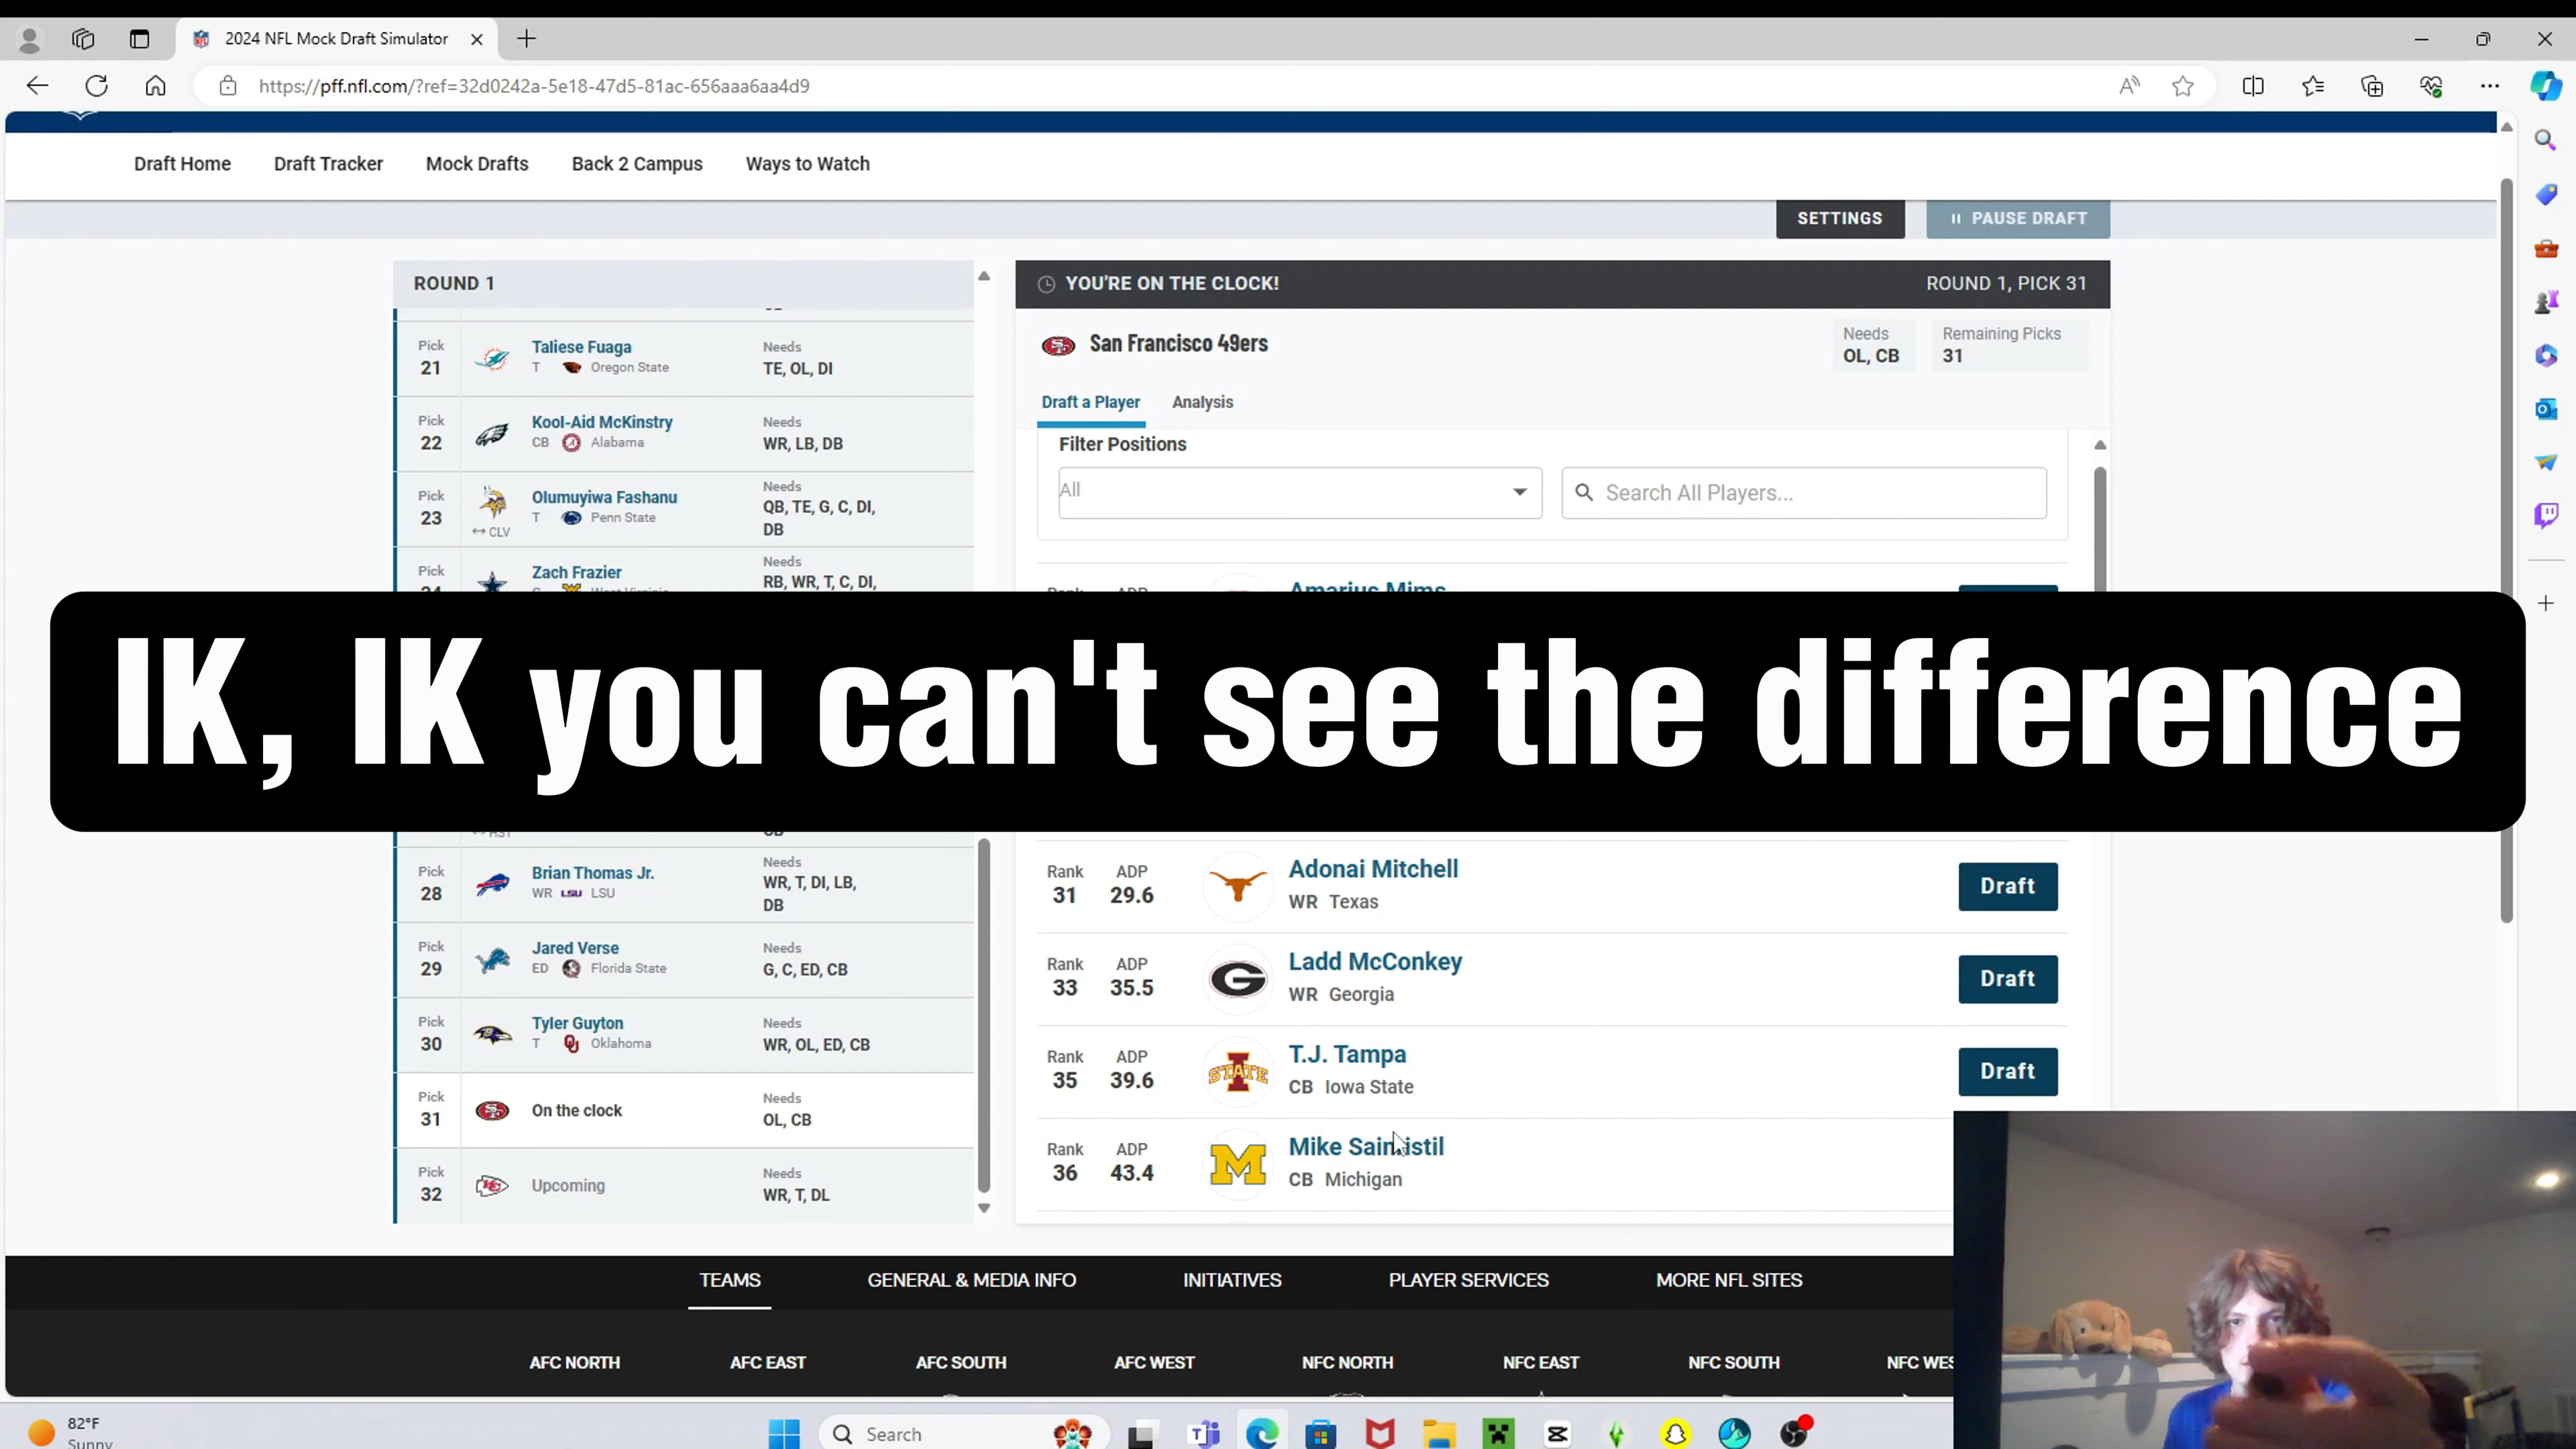 2024 NFL Mock Draft Simulator
https://pff.nfl.com/?ref=32d0242a-5e18-47d5-81ac-656aaa6aa4d9
Draft Home Draft Tracker Mock Drafts Back 2 Campus Ways to Watch
SETTINGS PAUSE DRAFT
ROUND 1
Pick 21 Taliese Fuaga T Oregon State Needs TE, OL, DI
Pick 22 Kool-Aid McKinstry CB Alabama Needs WR, LB, DB
Pick 23 CLV Olumuyiwa Fashanu T Penn State Needs QB, TE, G, C, DI, DB
Pick Zach Frazier Needs RB, WR, T, C, DI,
IK, IK you can't see the difference
Pick 28 Brian Thomas Jr. WR LSU LSU Needs WR, T, DI, LB, DB
Pick 29 Jared Verse ED Florida State Needs G, C, ED, CB
Pick 30 Tyler Guyton T Oklahoma Needs WR, OL, ED, CB
Pick 31 On the clock Needs OL, CB
Pick 32 Upcoming Needs WR, T, DL
YOU'RE ON THE CLOCK! ROUND 1, PICK 31
San Francisco 49ers
Needs OL, CB
Remaining Picks 31
Draft a Player Analysis
Filter Positions
All
Search All Players...
Amarius Mims
Rank 31 ADP 29.6 Adonai Mitchell WR Texas Draft
Rank 33 ADP 35.5 Ladd McConkey WR Georgia Draft
Rank 35 ADP 39.6 STATE T.J. Tampa CB Iowa State Draft
Rank 36 ADP 43.4 Mike Sainristil CB Michigan
TEAMS GENERAL & MEDIA INFO INITIATIVES PLAYER SERVICES MORE NFL SITES
AFC NORTH AFC EAST AFC SOUTH AFC WEST NFC NORTH NFC EAST NFC SOUTH
82°F
Sunny
Search